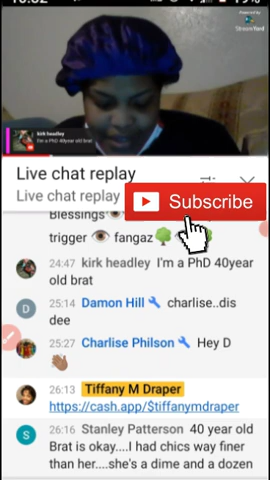 Powered by
StreamYard
kirk headley
I'm a PhD 40year old brat
Live chat replay
Live chat replay
Subscribe
Blessings
trigger 👁 fangaz🌳
24:47 kirk headley I'm a PhD 40year
old brat
25:14 Damon Hill charlise..dis
dee
25:27 Charlise Philson Hey D
👋🏽
26:13 Tiffany M Draper
https://cash.app/$tiffanymdraper
26:16 Stanley Patterson 40 year old
Brat is okay....I had chics way finer
than her....she's a dime and a dozen